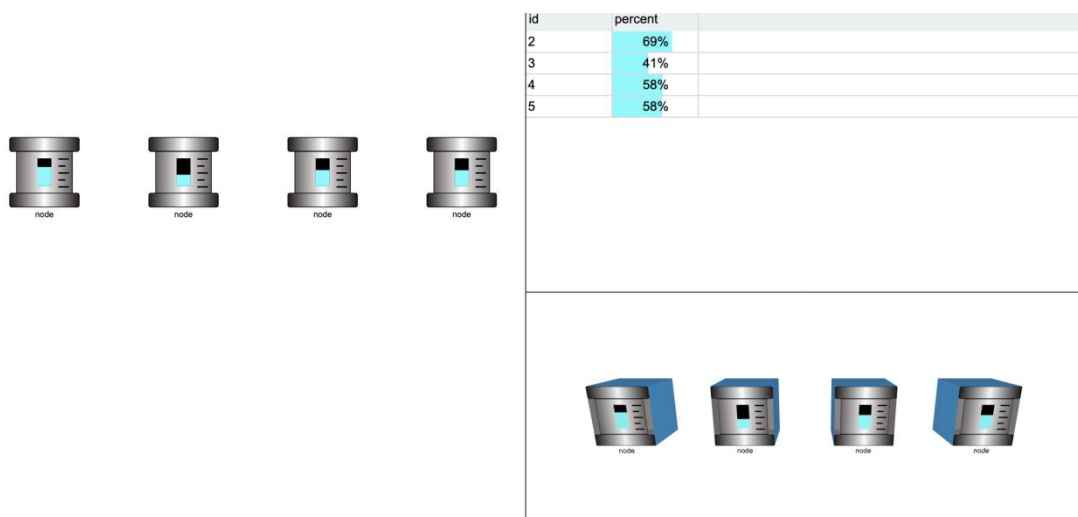 id percent
2 69%
3 41%
4 58%
5 58%
node node node node
node node node node